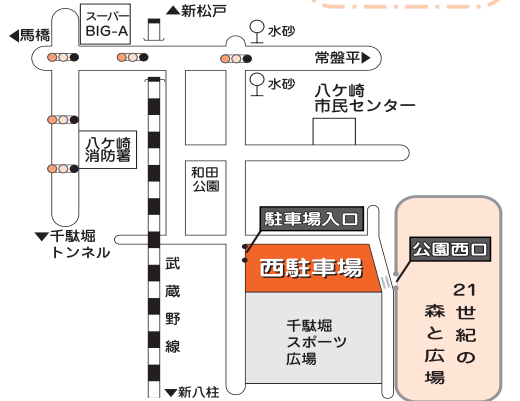 ▲新松戸
スーパー
BIG-A
水砂
◀馬橋
常盤平▶
水砂
八ケ崎
市民センター
八ケ崎
消防署
和田
公園
駐車場入口
▼千駄堀
トンネル
公園西口
西駐車場
武蔵野線
21世紀の
森と広場
千駄堀
スポーツ
広場
▼新八柱